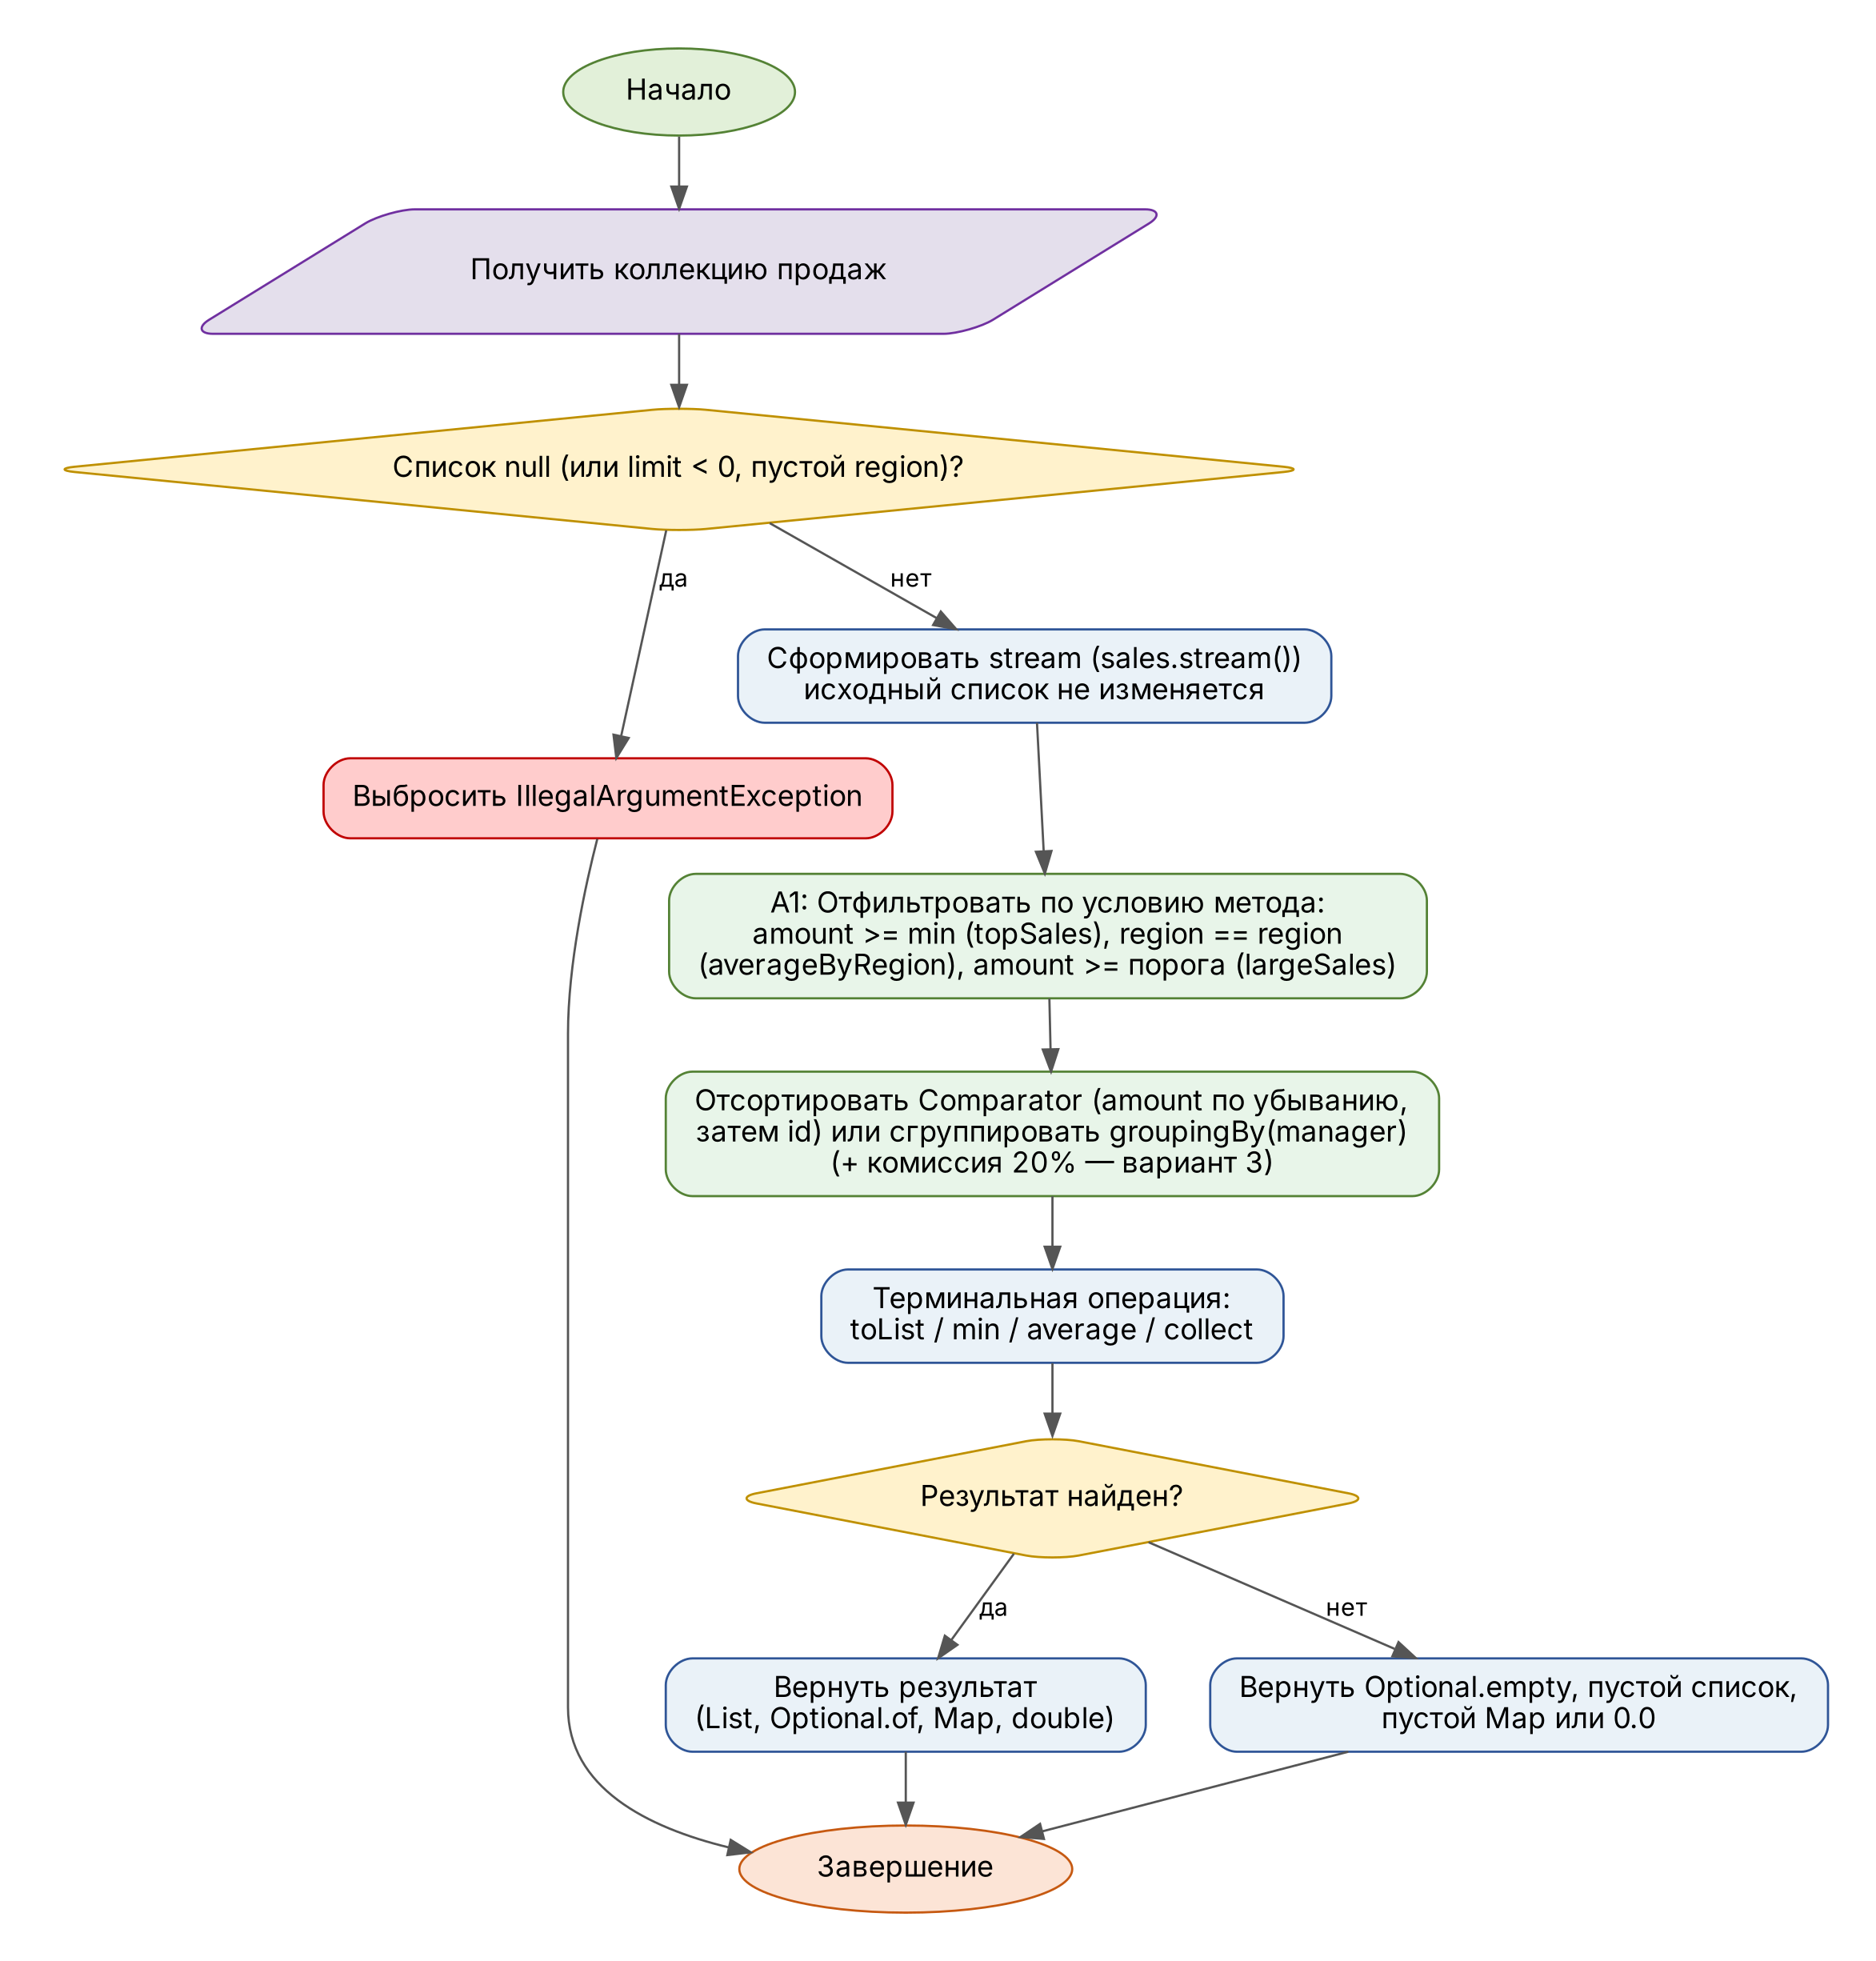 Начало
Получить коллекцию продаж
Список null (или limit < 0, пустой region)?
да
нет
Сформировать stream (sales.stream())
исходный список не изменяется
Выбросить IllegalArgumentException
A1: Отфильтровать по условию метода:
amount >= min (topSales), region == region
(averageByRegion), amount >= порога (largeSales)
Отсортировать Comparator (amount по убыванию,
затем id) или сгруппировать groupingBy(manager)
(+ комиссия 20% — вариант 3)
Терминальная операция:
toList / min / average / collect
Результат найден?
да
нет
Вернуть результат
(List, Optional.of, Map, double)
Вернуть Optional.empty, пустой список,
пустой Map или 0.0
Завершение